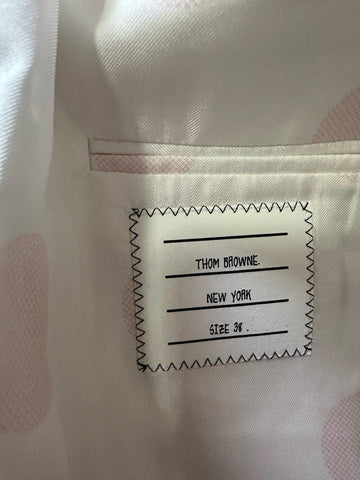 THOM BROWNE.
NEW YORK
SIZE 38 .